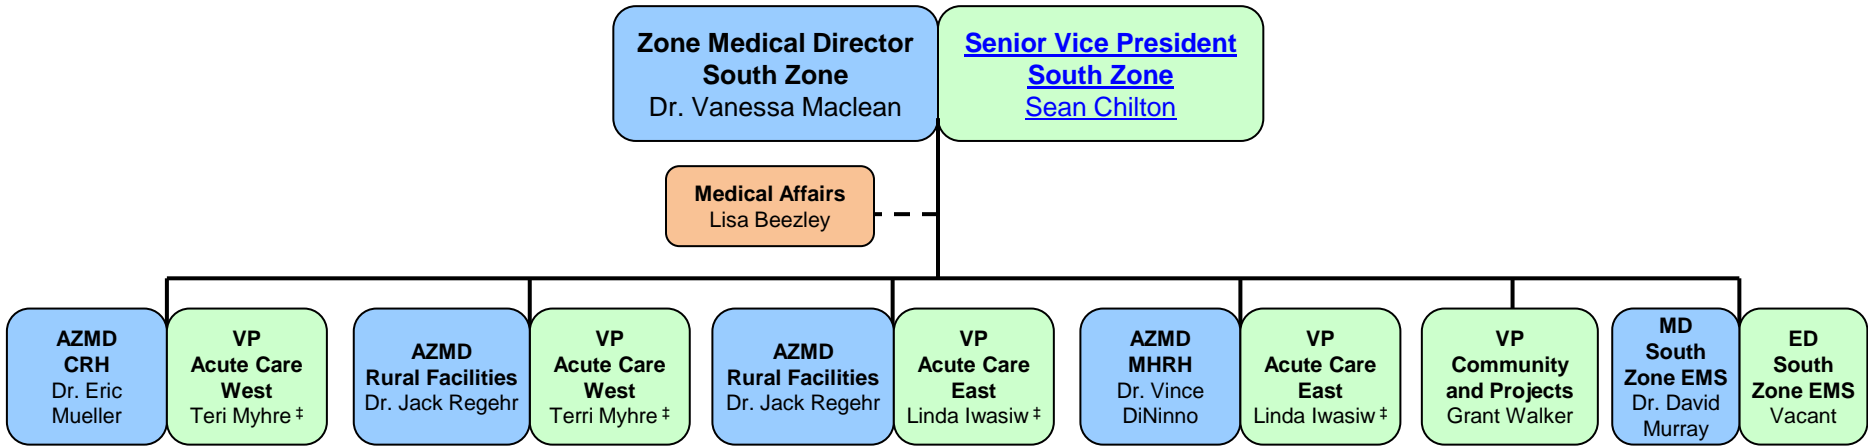 Zone Medical Director
South Zone
Dr. Vanessa Maclean
Senior Vice President
South Zone
Sean Chilton
Medical Affairs
Lisa Beezley
AZMD
CRH
Dr. Eric
Mueller
VP
Acute Care
West
Teri Myhre ‡
AZMD
Rural Facilities
Dr. Jack Regehr
VP
Acute Care
West
Terri Myhre ‡
AZMD
Rural Facilities
Dr. Jack Regehr
VP
Acute Care
East
Linda Iwasiw ‡
AZMD
MHRH
Dr. Vince
DiNinno
VP
Acute Care
East
Linda Iwasiw ‡
VP
Community
and Projects
Grant Walker
MD
South
Zone EMS
Dr. David
Murray
ED
South
Zone EMS
Vacant